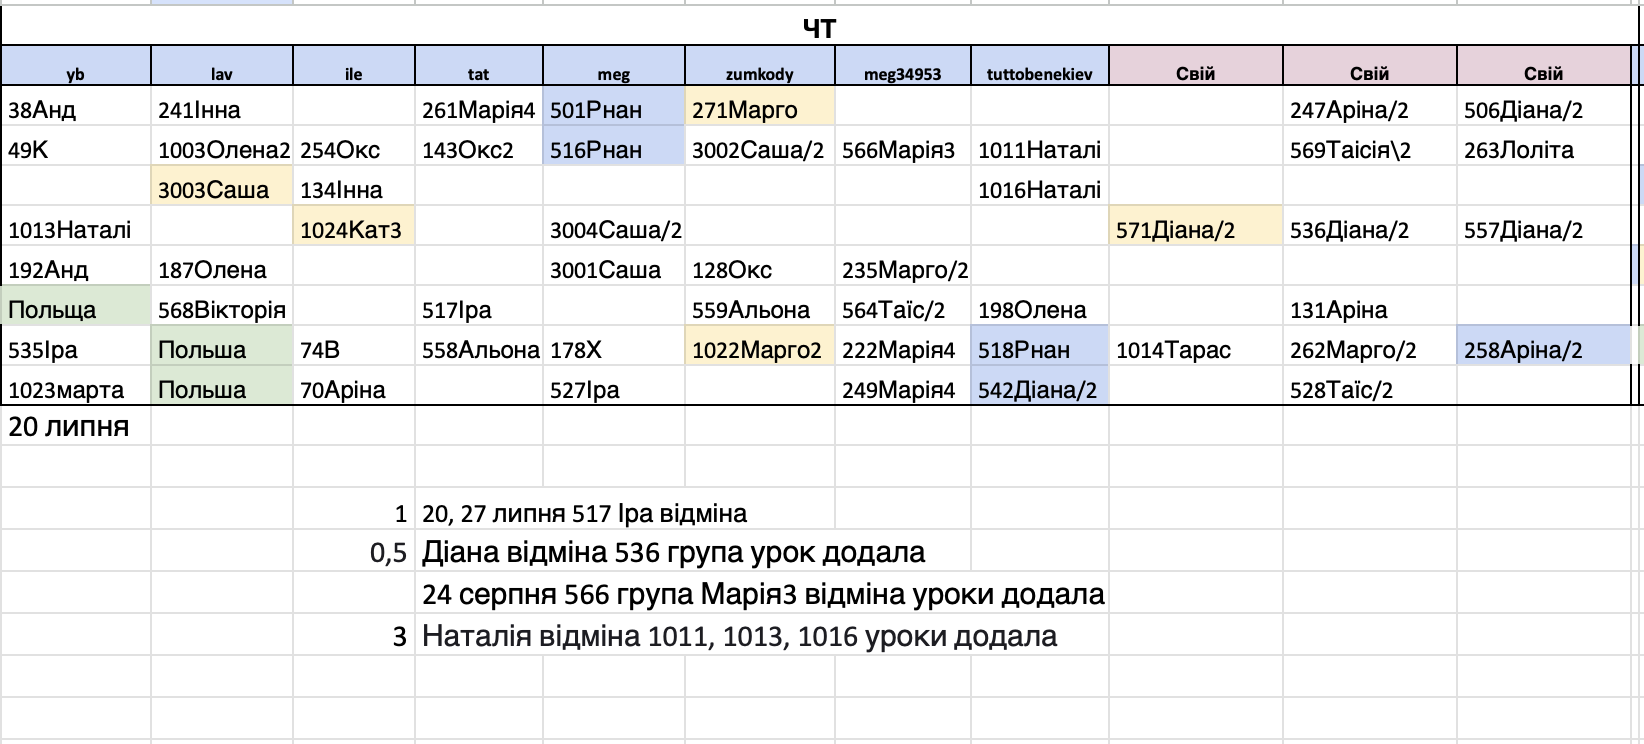 ЧТ
yb lav ile tat meg zumkody meg34953 tuttobenekiev Свій Свій Свій
38Анд 241Інна 261Марія4 501Рнан 271Марго 247Аріна/2 506Діана/2
49К 1003Олена2 254Окс 143Окс2 516Рнан 3002Саша/2 566Марія3 1011Наталі 569Таісія\2 263Лоліта
3003Саша 134Інна 1016Наталі
1013Наталі 1024Кат3 3004Саша/2 571Діана/2 536Діана/2 557Діана/2
192Анд 187Олена 3001Саша 128Окс 235Марго/2
Польща 568Вікторія 517Іра 559Альона 564Таїс/2 198Олена 131Аріна
535Іра Польша 74В 558Альона 178Х 1022Марго2 222Марія4 518Рнан 1014Тарас 262Марго/2 258Аріна/2
1023марта Польша 70Аріна 527Іра 249Марія4 542Діана/2 528Таїс/2
20 липня
1 20, 27 липня 517 Іра відміна
0,5 Діана відміна 536 група урок додала
24 серпня 566 група Марія3 відміна уроки додала
3 Наталія відміна 1011, 1013, 1016 уроки додала